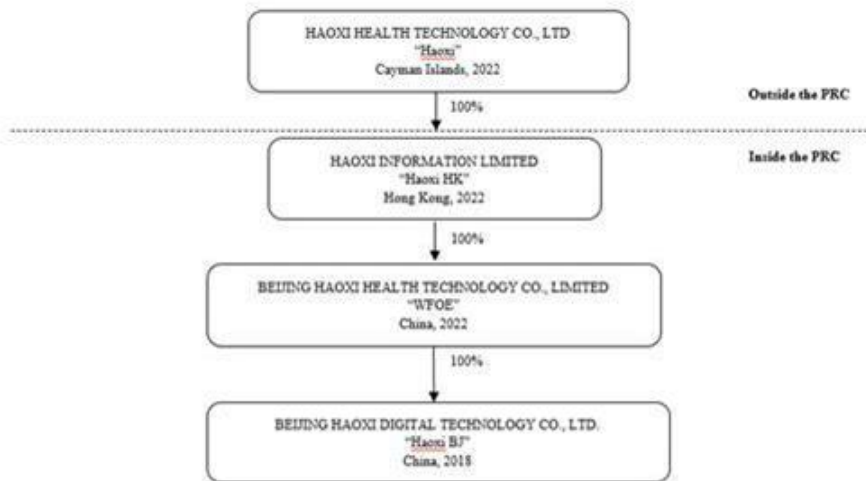 HAOXI HEALTH TECHNOLOGY CO., LTD
“Haoxi”
Cayman Islands, 2022
100%
Outside the PRC
Inside the PRC
HAOXI INFORMATION LIMITED
“Haoxi HK”
Hong Kong, 2022
100%
BEIJING HAOXI HEALTH TECHNOLOGY CO., LIMITED
“WFOE”
China, 2022
100%
BEIJING HAOXI DIGITAL TECHNOLOGY CO., LTD.
“Haoxi BJ”
China, 2018